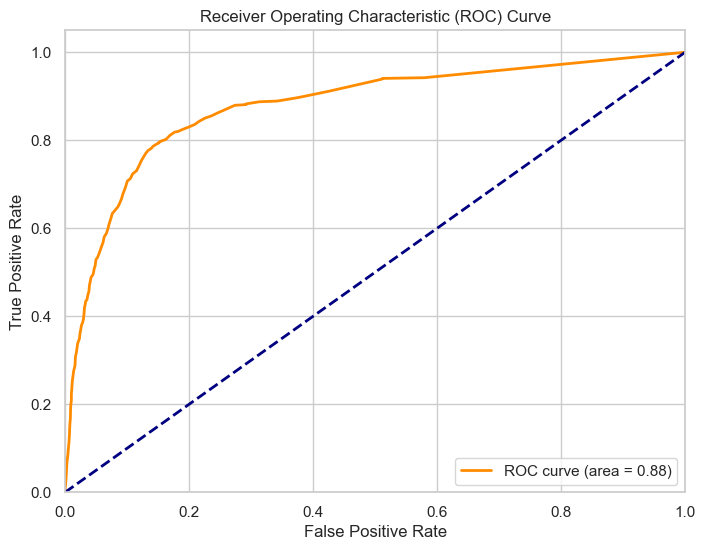 Receiver Operating Characteristic (ROC) Curve
1.0
0.8
0.6
0.4
0.2
0.0
True Positive Rate
ROC curve (area = 0.88)
0.0 0.2 0.4 0.6 0.8 1.0
False Positive Rate